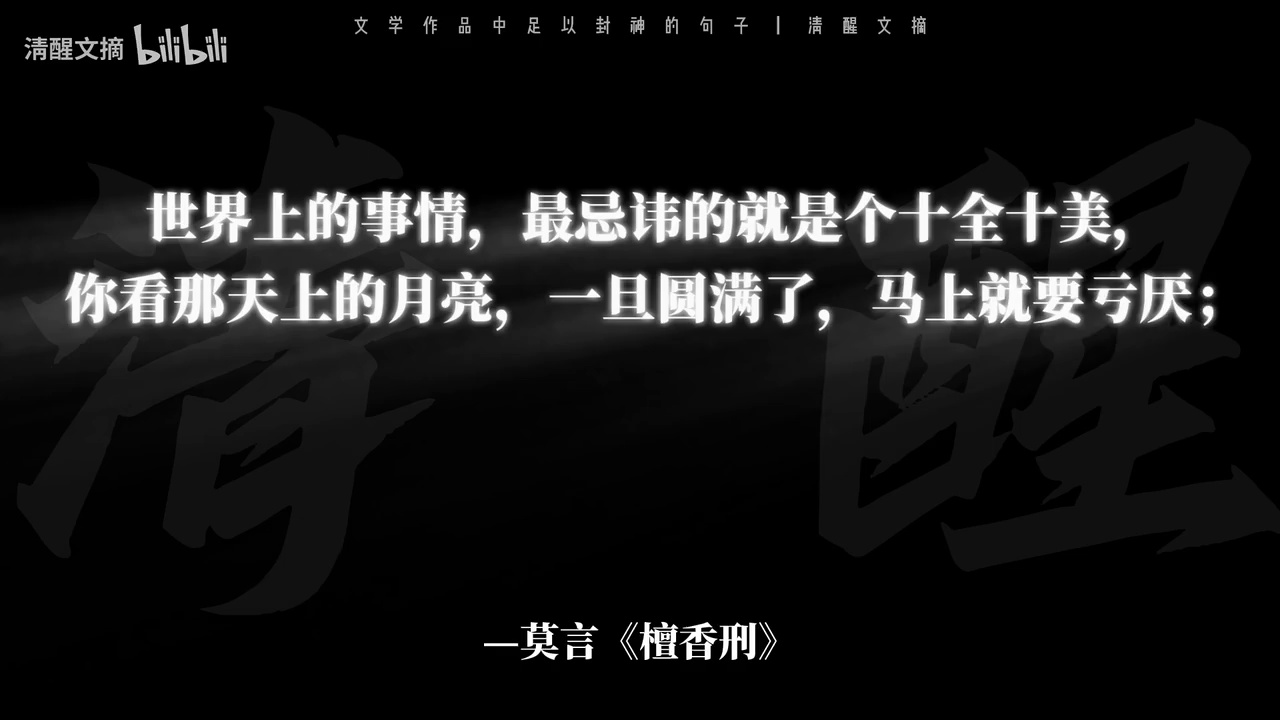 文学作品中足以封神的句子 | 清醒文摘
清醒文摘 bilibili
清醒
世界上的事情，最忌讳的就是个十全十美，
你看那天上的月亮，一旦圆满了，马上就要亏厌；
—莫言《檀香刑》